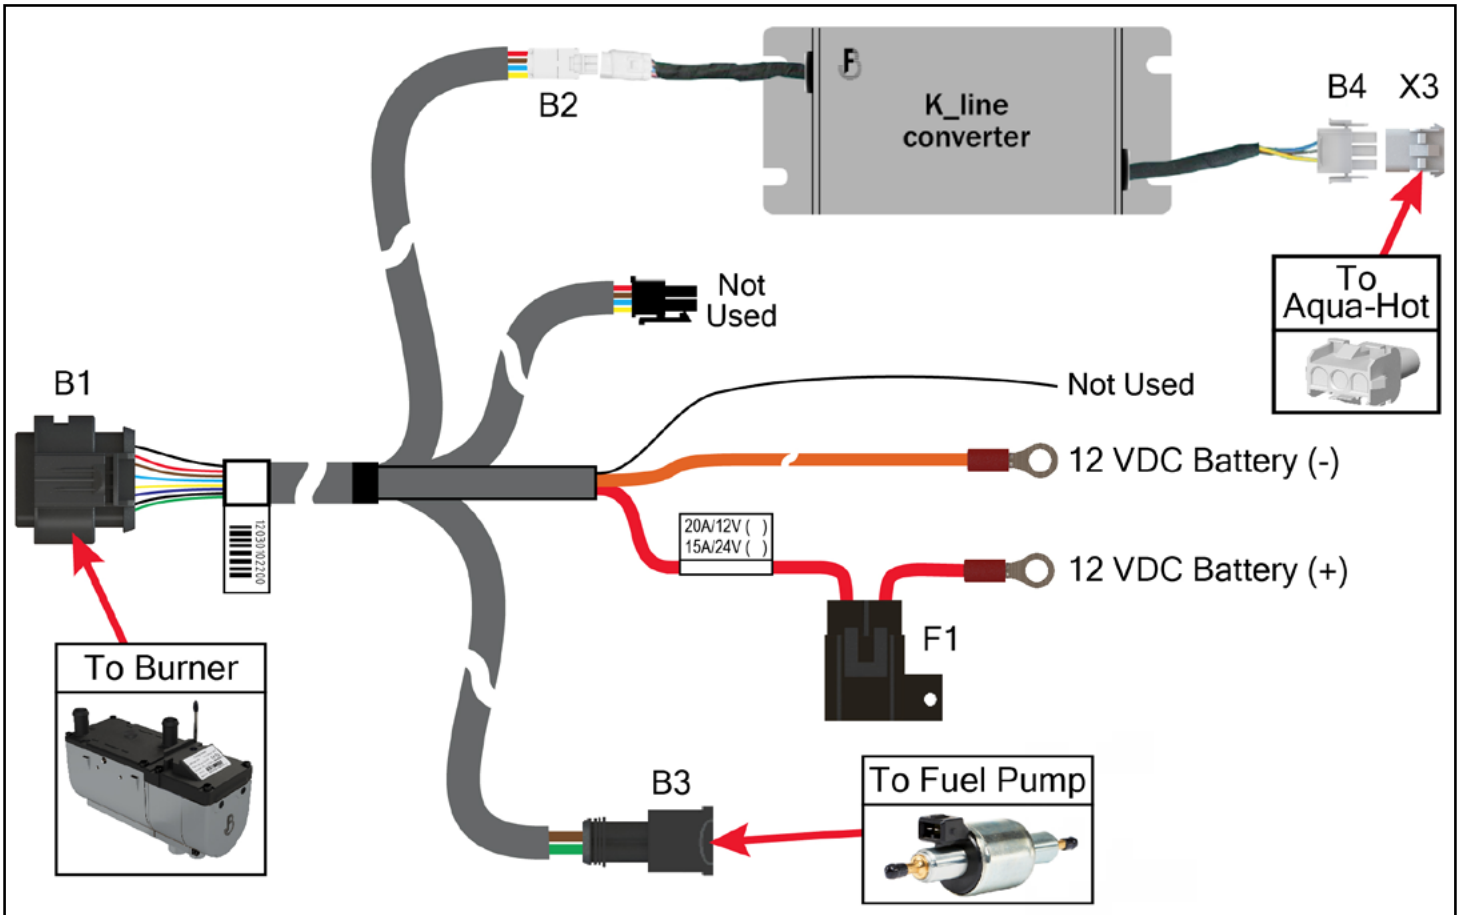 B2
K_line
converter
B4
X3
To
Aqua-Hot
Not
Used
B1
Not Used
12 VDC Battery (-)
20A/12V ( )
15A/24V ( )
12 VDC Battery (+)
12030102200
F1
To Burner
B3
To Fuel Pump